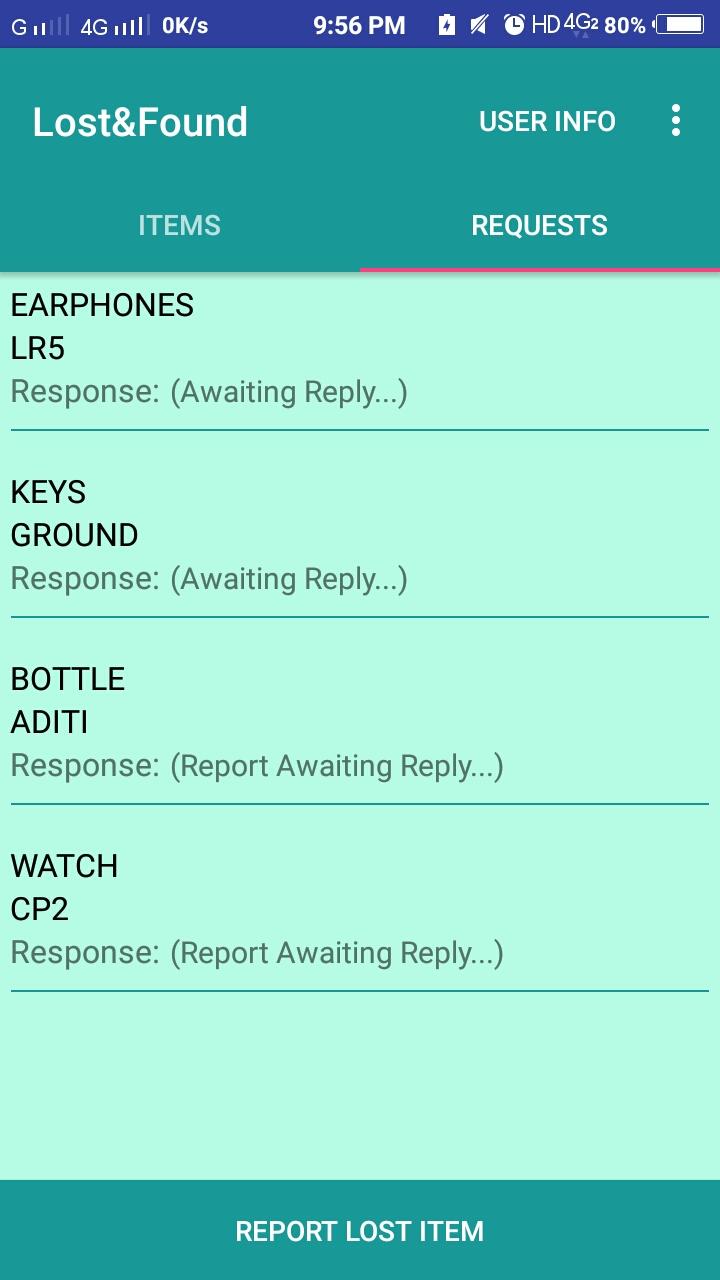 G 4G 0K/s 9:56 PM HD 4G2 80%
Lost&Found USER INFO
ITEMS REQUESTS
EARPHONES
LR5
Response: (Awaiting Reply...)
KEYS
GROUND
Response: (Awaiting Reply...)
BOTTLE
ADITI
Response: (Report Awaiting Reply...)
WATCH
CP2
Response: (Report Awaiting Reply...)
REPORT LOST ITEM